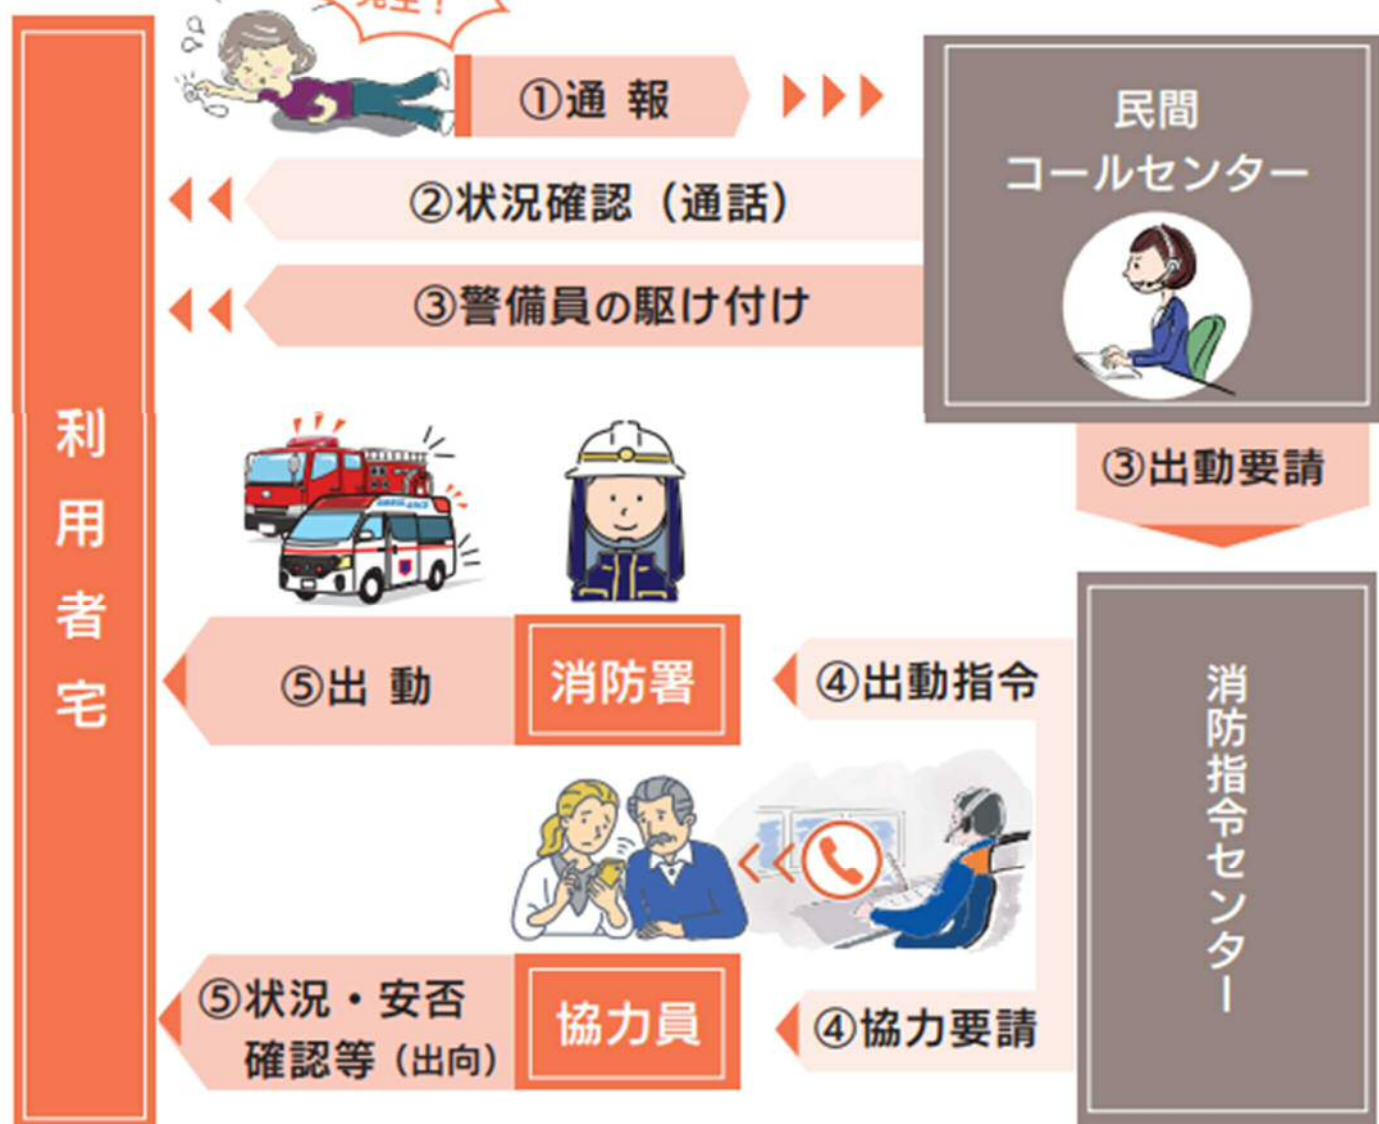 発生！
①通 報
民間
コールセンター
②状況確認（通話）
③警備員の駆け付け
③出動要請
利用者宅
⑤出 動
消防署
④出動指令
消防指令センター
⑤状況・安否
確認等（出向）
協力員
④協力要請